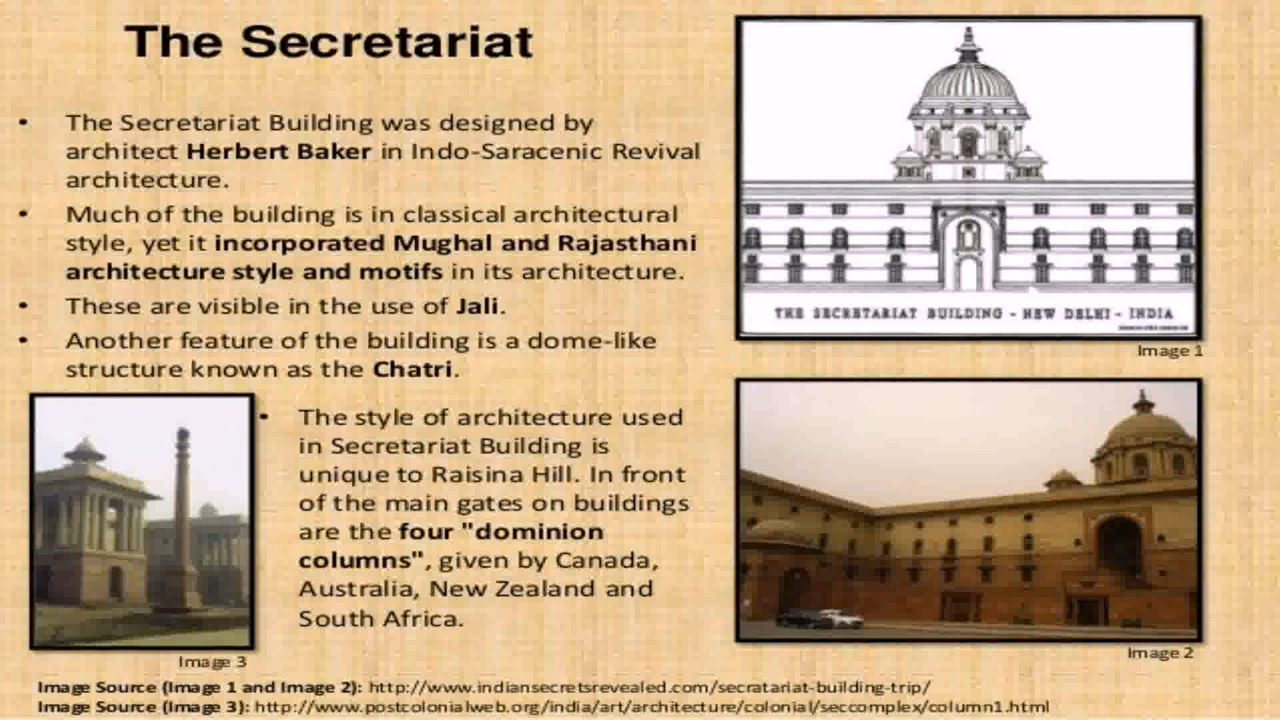 The Secretariat
• The Secretariat Building was designed by
architect Herbert Baker in Indo-Saracenic Revival
architecture.
• Much of the building is in classical architectural
style, yet it incorporated Mughal and Rajasthani
architecture style and motifs in its architecture.
• These are visible in the use of Jali.
• Another feature of the building is a dome-like
structure known as the Chatri.
• The style of architecture used
in Secretariat Building is
unique to Raisina Hill. In front
of the main gates on buildings
are the four "dominion
columns", given by Canada,
Australia, New Zealand and
South Africa.
THE SECRETARIAT BUILDING - NEW DELHI - INDIA
Image 1
Image 2
Image 3
Image Source (Image 1 and Image 2): http://www.indiansecretsrevealed.com/secratariat-building-trip/
Image Source (Image 3): http://www.postcolonialweb.org/india/art/architecture/colonial/seccomplex/column1.html